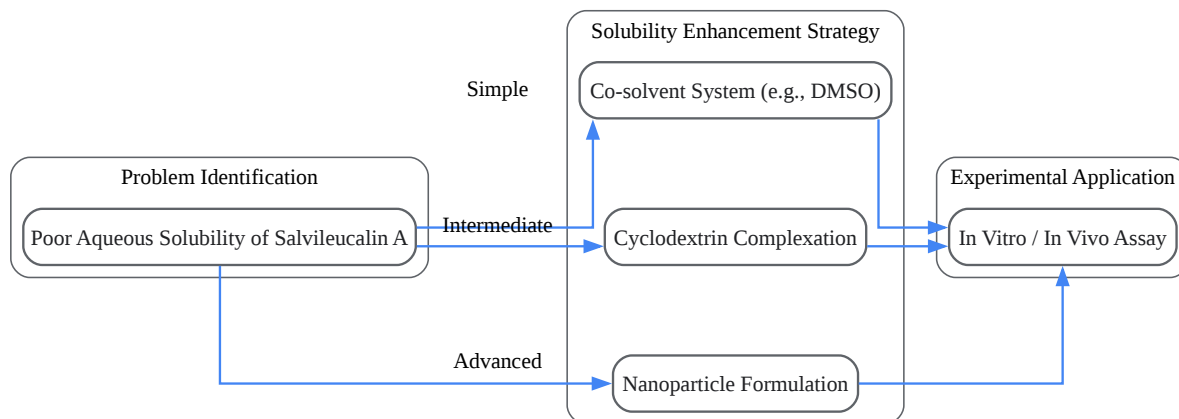 Solubility Enhancement Strategy
Simple
Co-solvent System (e.g., DMSO)
Problem Identification
Experimental Application
Poor Aqueous Solubility of Salvileucalin A
Intermediate
Cyclodextrin Complexation
In Vitro / In Vivo Assay
Advanced
Nanoparticle Formulation